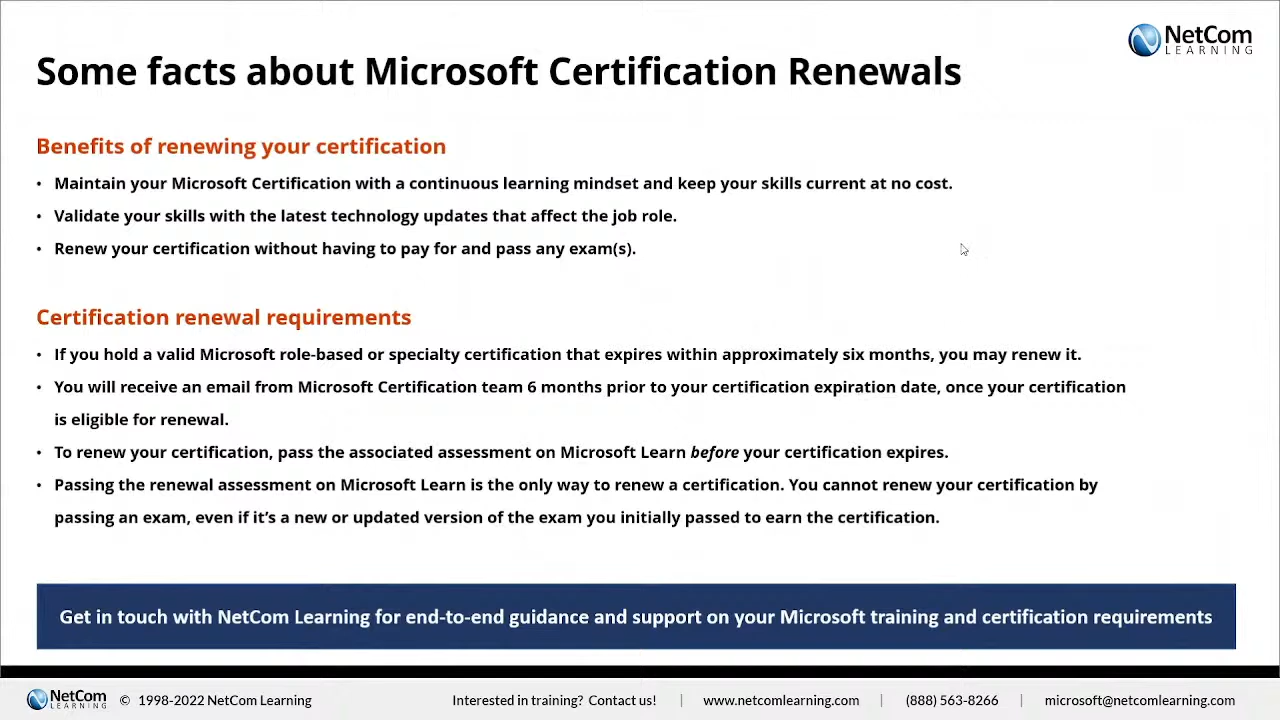 NetCom
LEARNING
Some facts about Microsoft Certification Renewals
Benefits of renewing your certification
• Maintain your Microsoft Certification with a continuous learning mindset and keep your skills current at no cost.
• Validate your skills with the latest technology updates that affect the job role.
• Renew your certification without having to pay for and pass any exam(s).
Certification renewal requirements
• If you hold a valid Microsoft role-based or specialty certification that expires within approximately six months, you may renew it.
• You will receive an email from Microsoft Certification team 6 months prior to your certification expiration date, once your certification
is eligible for renewal.
• To renew your certification, pass the associated assessment on Microsoft Learn before your certification expires.
• Passing the renewal assessment on Microsoft Learn is the only way to renew a certification. You cannot renew your certification by
passing an exam, even if it’s a new or updated version of the exam you initially passed to earn the certification.
Get in touch with NetCom Learning for end-to-end guidance and support on your Microsoft training and certification requirements
NetCom
LEARNING
© 1998-2022 NetCom Learning
Interested in training? Contact us! | www.netcomlearning.com | (888) 563-8266 | microsoft@netcomlearning.com